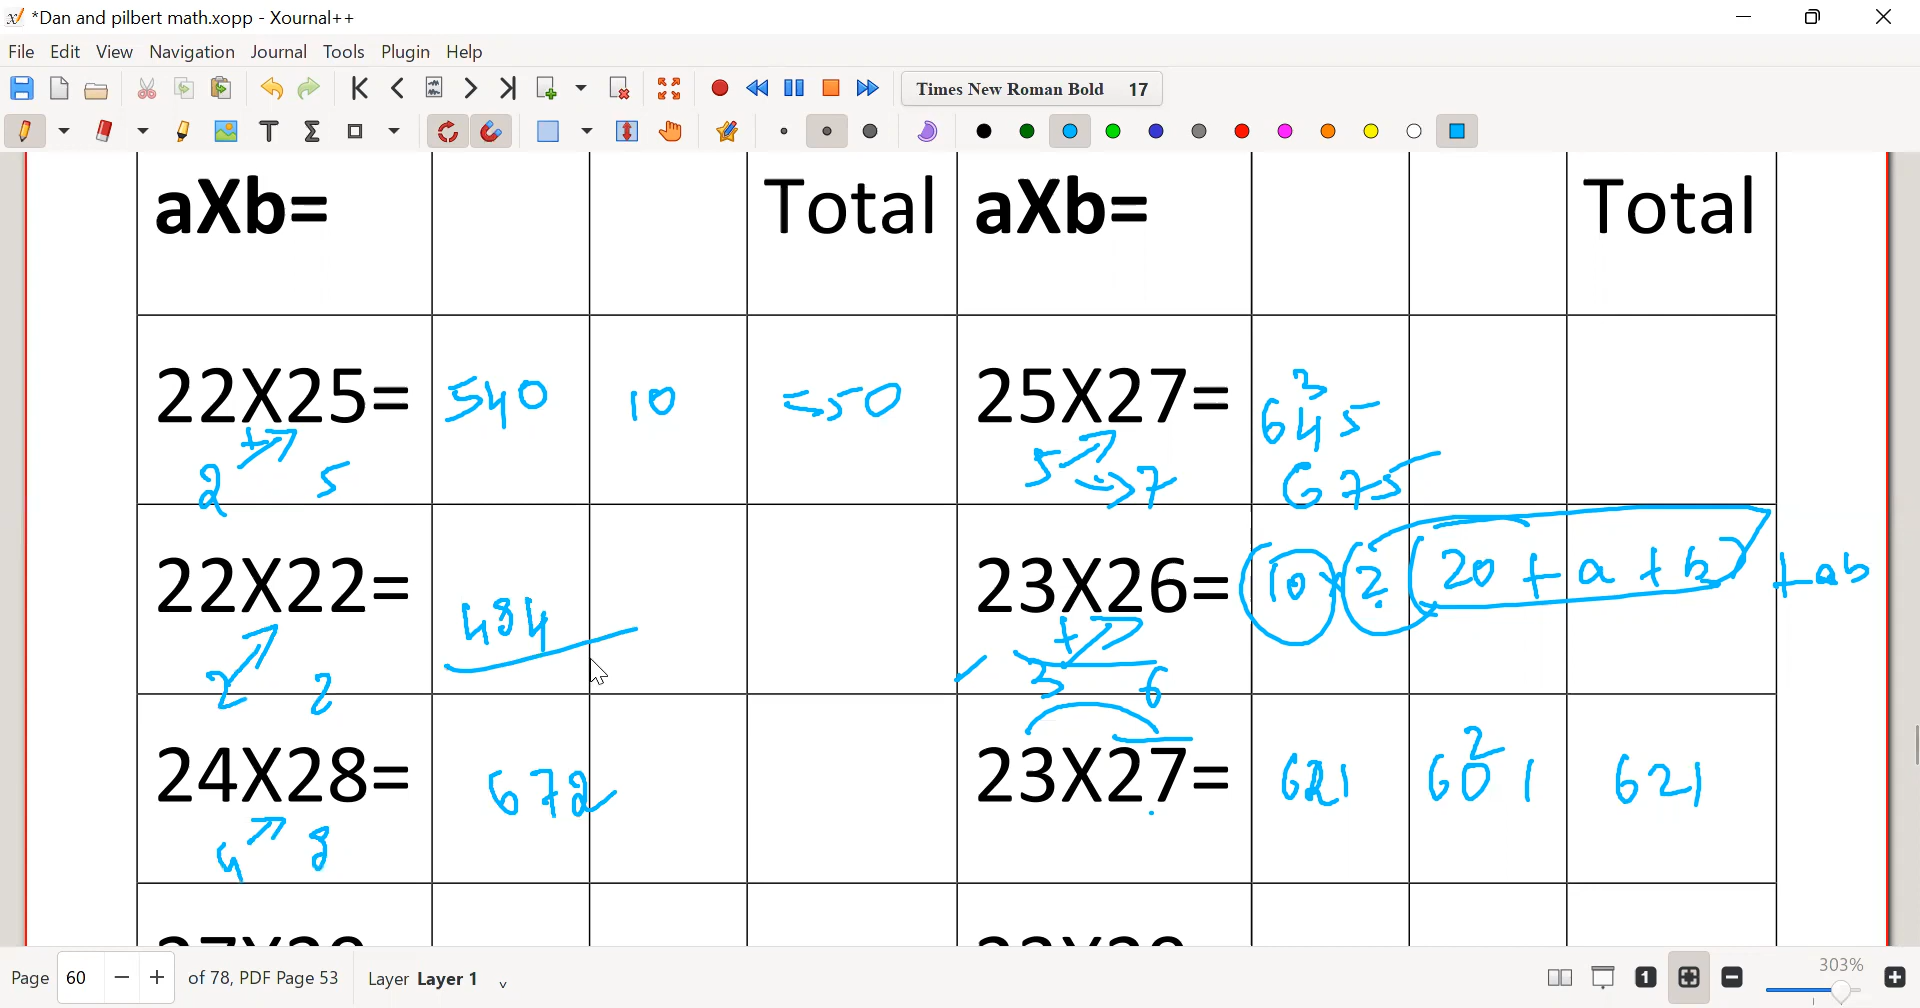 *Dan and pilbert math.xopp - Xournal++
File Edit View Navigation Journal Tools Plugin Help
Times New Roman Bold 17
aXb= Total aXb= Total
22X25= 540 10 =550 25X27= 645 3
+
2 5 5 7 675
22X22= 484 23X26= 10x2(20+a+b)+ab
+
2 2 3 6
24X28= 672 23X27= 621 601 2 621
4 8
Page 60 of 78, PDF Page 53 Layer Layer 1 303%